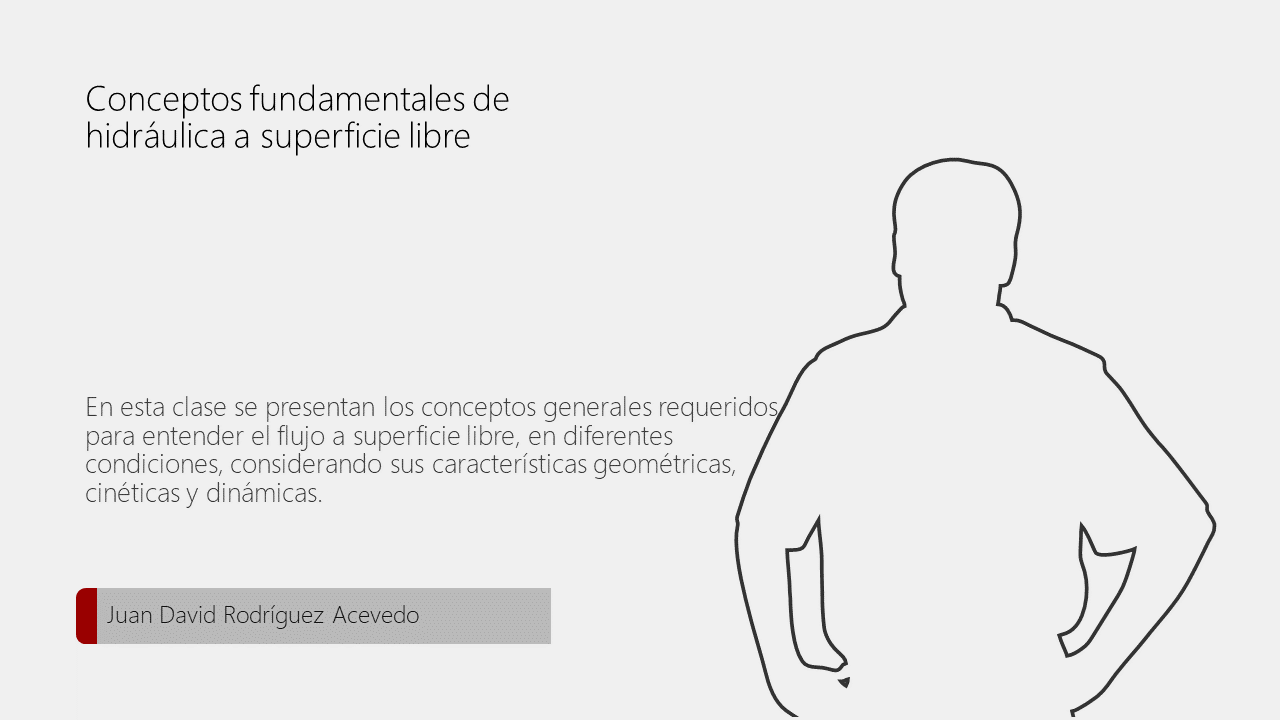 Conceptos fundamentales de
hidráulica a superficie libre
En esta clase se presentan los conceptos generales requeridos
para entender el flujo a superficie libre, en diferentes
condiciones, considerando sus características geométricas,
cinéticas y dinámicas.
Juan David Rodríguez Acevedo